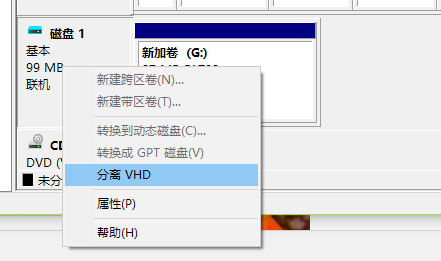 磁盘 1
基本
99 MB
联机
新加卷 (G:)
新建跨区卷(N)...
新建带区卷(T)...
转换到动态磁盘(C)...
转换成 GPT 磁盘(V)
分离 VHD
属性(P)
帮助(H)
CD
DVD (
未分